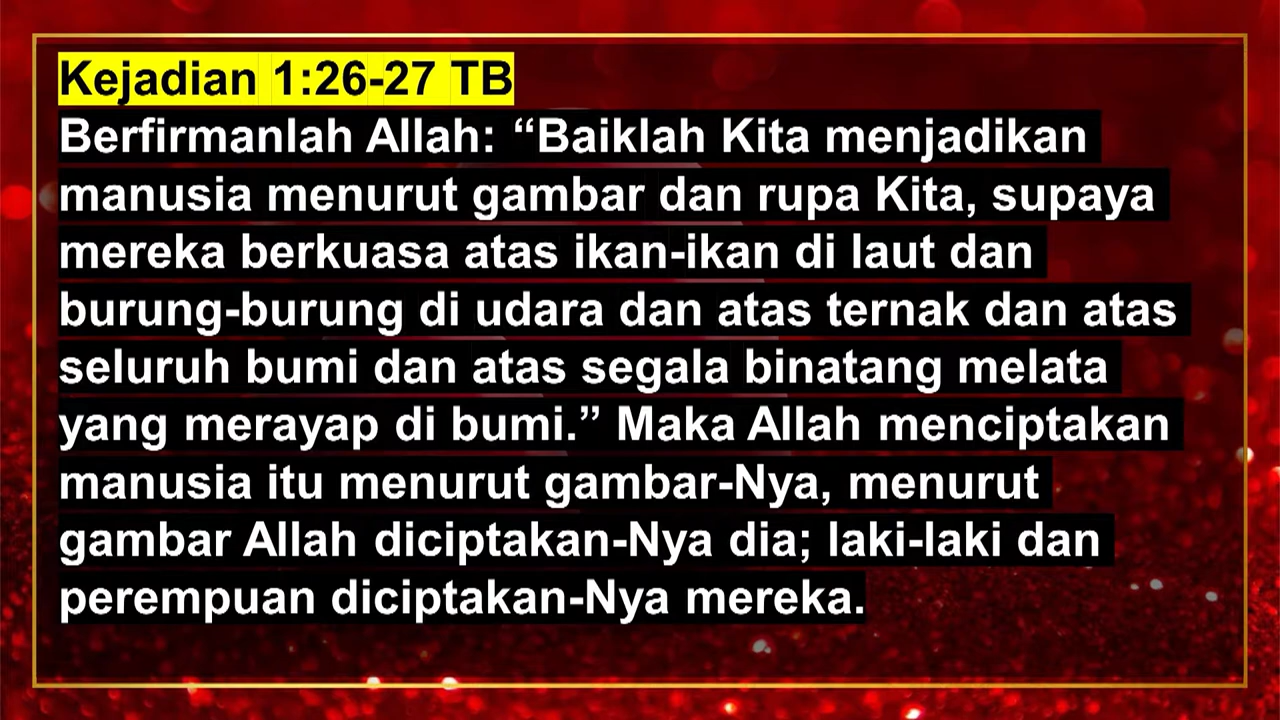 Kejadian 1:26-27 TB
Berfirmanlah Allah: “Baiklah Kita menjadikan
manusia menurut gambar dan rupa Kita, supaya
mereka berkuasa atas ikan-ikan di laut dan
burung-burung di udara dan atas ternak dan atas
seluruh bumi dan atas segala binatang melata
yang merayap di bumi.” Maka Allah menciptakan
manusia itu menurut gambar-Nya, menurut
gambar Allah diciptakan-Nya dia; laki-laki dan
perempuan diciptakan-Nya mereka.